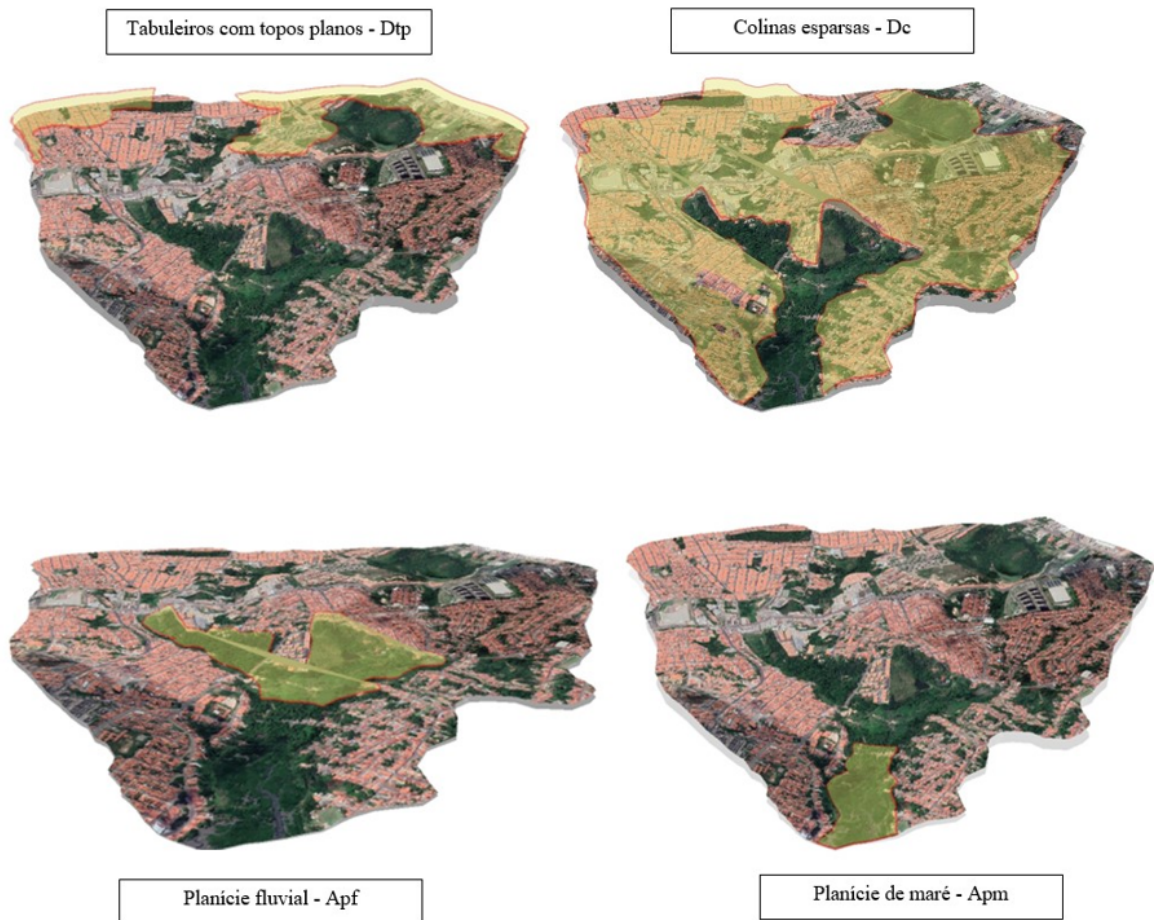 Tabuleiros com topos planos - Dtp
Colinas esparsas - Dc
Planície fluvial - Apf
Planície de maré - Apm